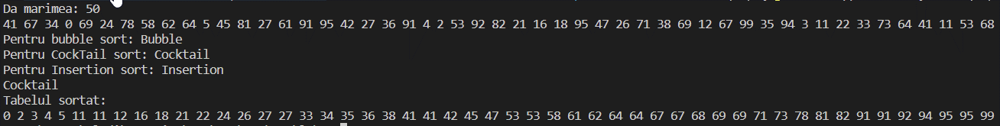 Da marimea: 50
41 67 34 0 69 24 78 58 62 64 5 45 81 27 61 91 95 42 27 36 91 4 2 53 92 82 21 16 18 95 47 26 71 38 69 12 67 99 35 94 3 11 22 33 73 64 41 11 53 68
Pentru bubble sort: Bubble
Pentru CockTail sort: Cocktail
Pentru Insertion sort: Insertion
Cocktail
Tabelul sortat:
0 2 3 4 5 11 11 12 16 18 21 22 24 26 27 27 33 34 35 36 38 41 41 42 45 47 53 53 58 61 62 64 64 67 67 68 69 69 71 73 78 81 82 91 91 92 94 95 95 99